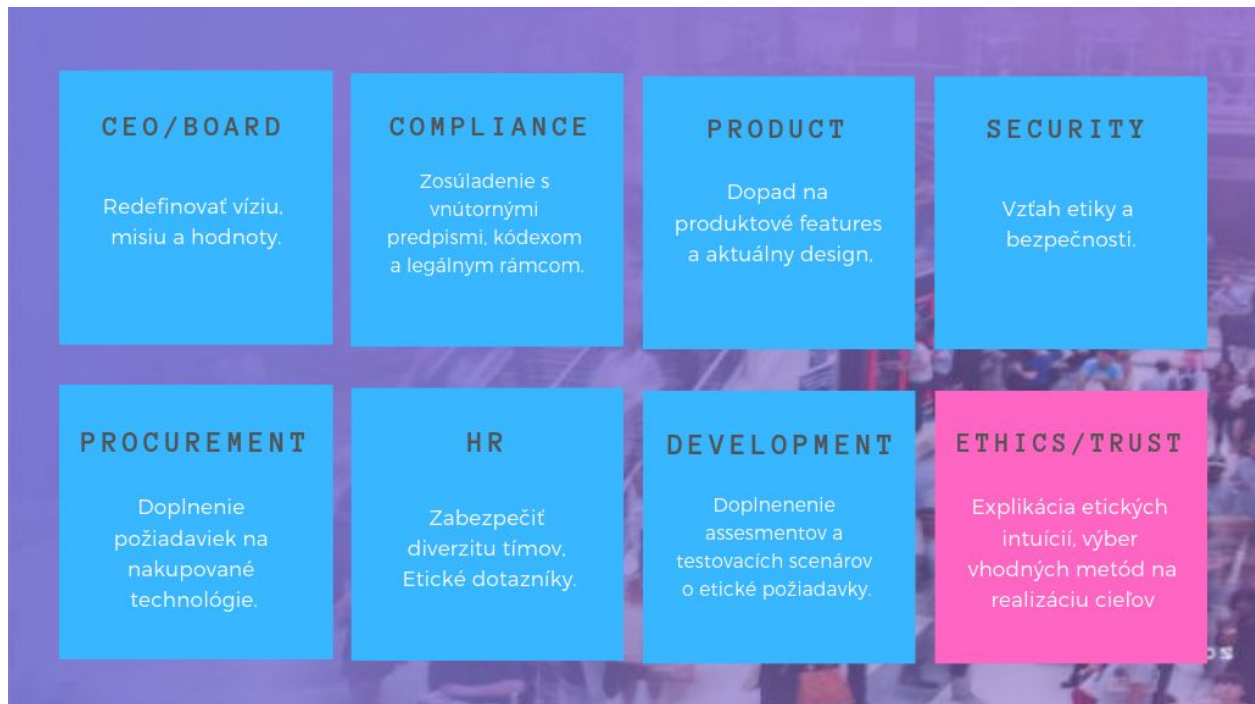 CEO/BOARD
Redefinovať víziu,
misiu a hodnoty.
COMPLIANCE
Zosúladenie s
vnútornými
predpismi, kódexom
a legálnym rámcom.
PRODUCT
Dopad na
produktové features
a aktuálny design,
SECURITY
Vzťah etiky a
bezpečnosti.
PROCUREMENT
Doplnenie
požiadaviek na
nakupované
technológie.
HR
Zabezpečiť
diverzitu tímov,
Etické dotazníky.
DEVELOPMENT
Doplnenenie
assesmentov a
testovacích scenárov
o etické požiadavky.
ETHICS/TRUST
Explikácia etických
intuícií, výber
vhodných metód na
realizáciu cieľov